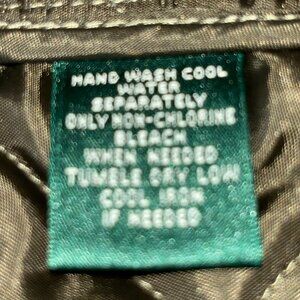 HAND WASH COOL
WATER
SEPARATELY
ONLY NON-CHLORINE
BLEACH
WHEN NEEDED
TUMBLE DRY LOW
COOL IRON
IF NEEDED